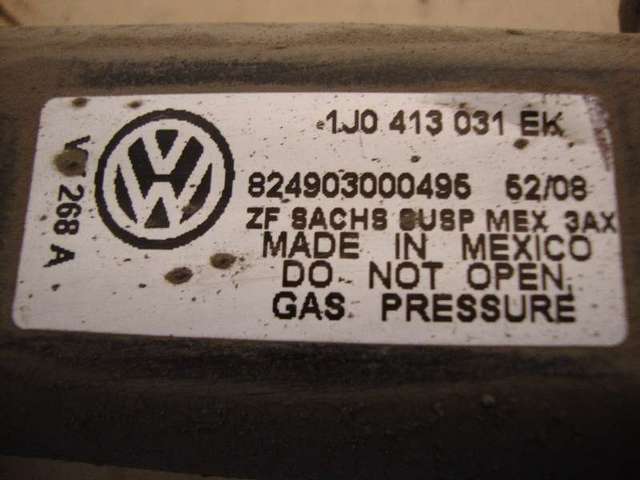 1J0 413 031 EK
824903000495 52/08
ZF SACHS SUSP MEX 3AX
MADE IN MEXICO
DO NOT OPEN
GAS PRESSURE
268 A